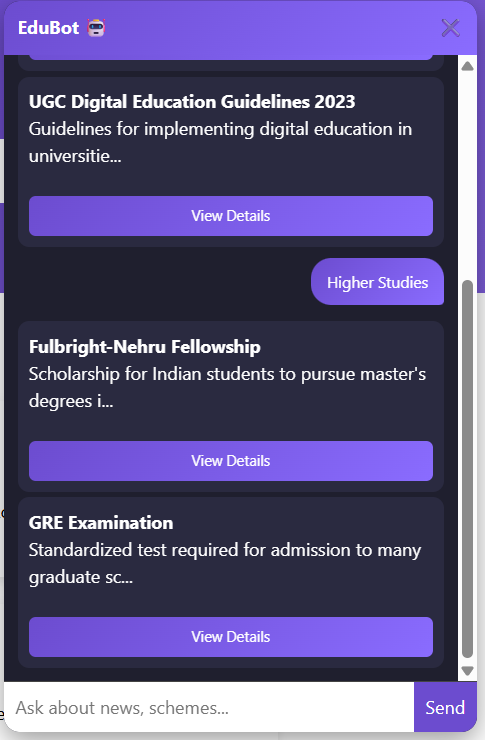 EduBot
UGC Digital Education Guidelines 2023
Guidelines for implementing digital education in
universitie...
View Details
Higher Studies
Fulbright-Nehru Fellowship
Scholarship for Indian students to pursue master's
degrees i...
View Details
GRE Examination
Standardized test required for admission to many
graduate sc...
View Details
Ask about news, schemes...
Send